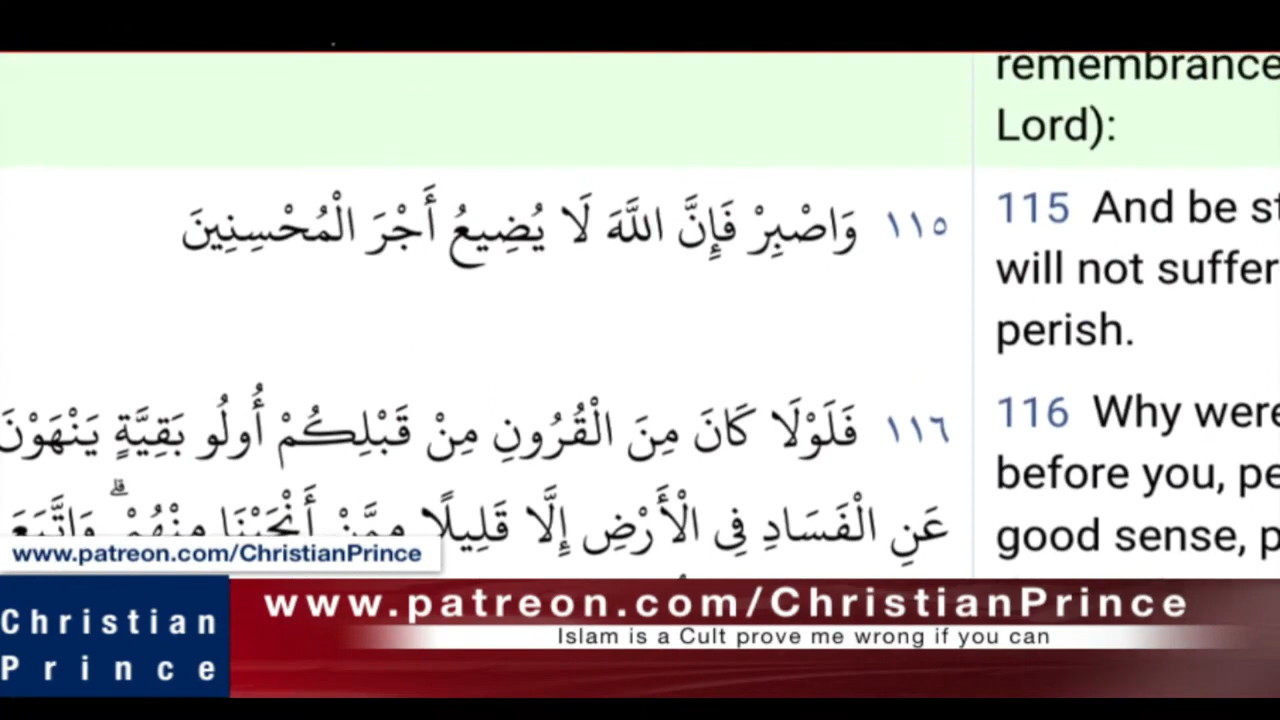 remembrance
Lord):
١١٥ وَاصْبِرْ فَإِنَّ اللَّهَ لَا يُضِيعُ أَجْرَ الْمُحْسِنِينَ
115 And be st
will not suffer
perish.
١١٦ فَلَوْلَا كَانَ مِنَ الْقُرُونِ مِنْ قَبْلِكُمْ أُولُو بَقِيَّةٍ يَنْهَوْنَ
عَنِ الْفَسَادِ فِي الْأَرْضِ إِلَّا قَلِيلًا مِمَّنْ أَنْجَيْنَا مِنْهُمْ ۗ وَاتَّبَعَ
116 Why were
before you, pe
good sense, p
www.patreon.com/ChristianPrince
Christian
Prince
www.patreon.com/ChristianPrince
Islam is a Cult prove me wrong if you can